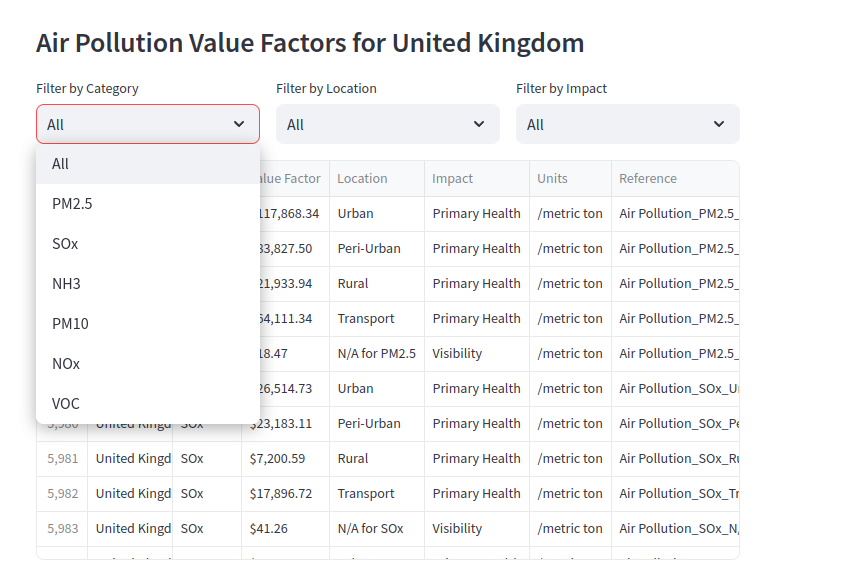 Air Pollution Value Factors for United Kingdom
Filter by Category Filter by Location Filter by Impact
All All All
All
PM2.5
SOx
NH3
PM10
NOx
VOC
Factor Location Impact Units Reference
117,868.34 Urban Primary Health /metric ton Air Pollution_PM2.5_
Peri-Urban Primary Health /metric ton Air Pollution_PM2.5_
21,933.94 Rural Primary Health /metric ton Air Pollution_PM2.5_
64,111.34 Transport Primary Health /metric ton Air Pollution_PM2.5_
18.47 N/A for PM2.5 Visibility /metric ton Air Pollution_PM2.5_
26,514.73 Urban Primary Health /metric ton Air Pollution_SOx_U
5,980 United Kingd SOx $23,183.11 Peri-Urban Primary Health /metric ton Air Pollution_SOx_Pe
5,981 United Kingd SOx $7,200.59 Rural Primary Health /metric ton Air Pollution_SOx_Ru
5,982 United Kingd SOx $17,896.72 Transport Primary Health /metric ton Air Pollution_SOx_Tr
5,983 United Kingd SOx $41.26 N/A for SOx Visibility /metric ton Air Pollution_SOx_N/